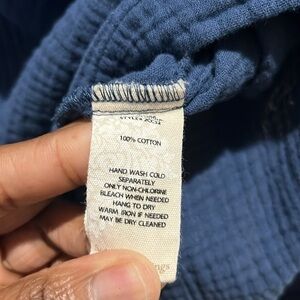 100% COTTON
HAND WASH COLD
SEPARATELY
ONLY NON-CHLORINE
BLEACH WHEN NEEDED
HANG TO DRY
WARM IRON IF NEEDED
MAY BE DRY CLEANED